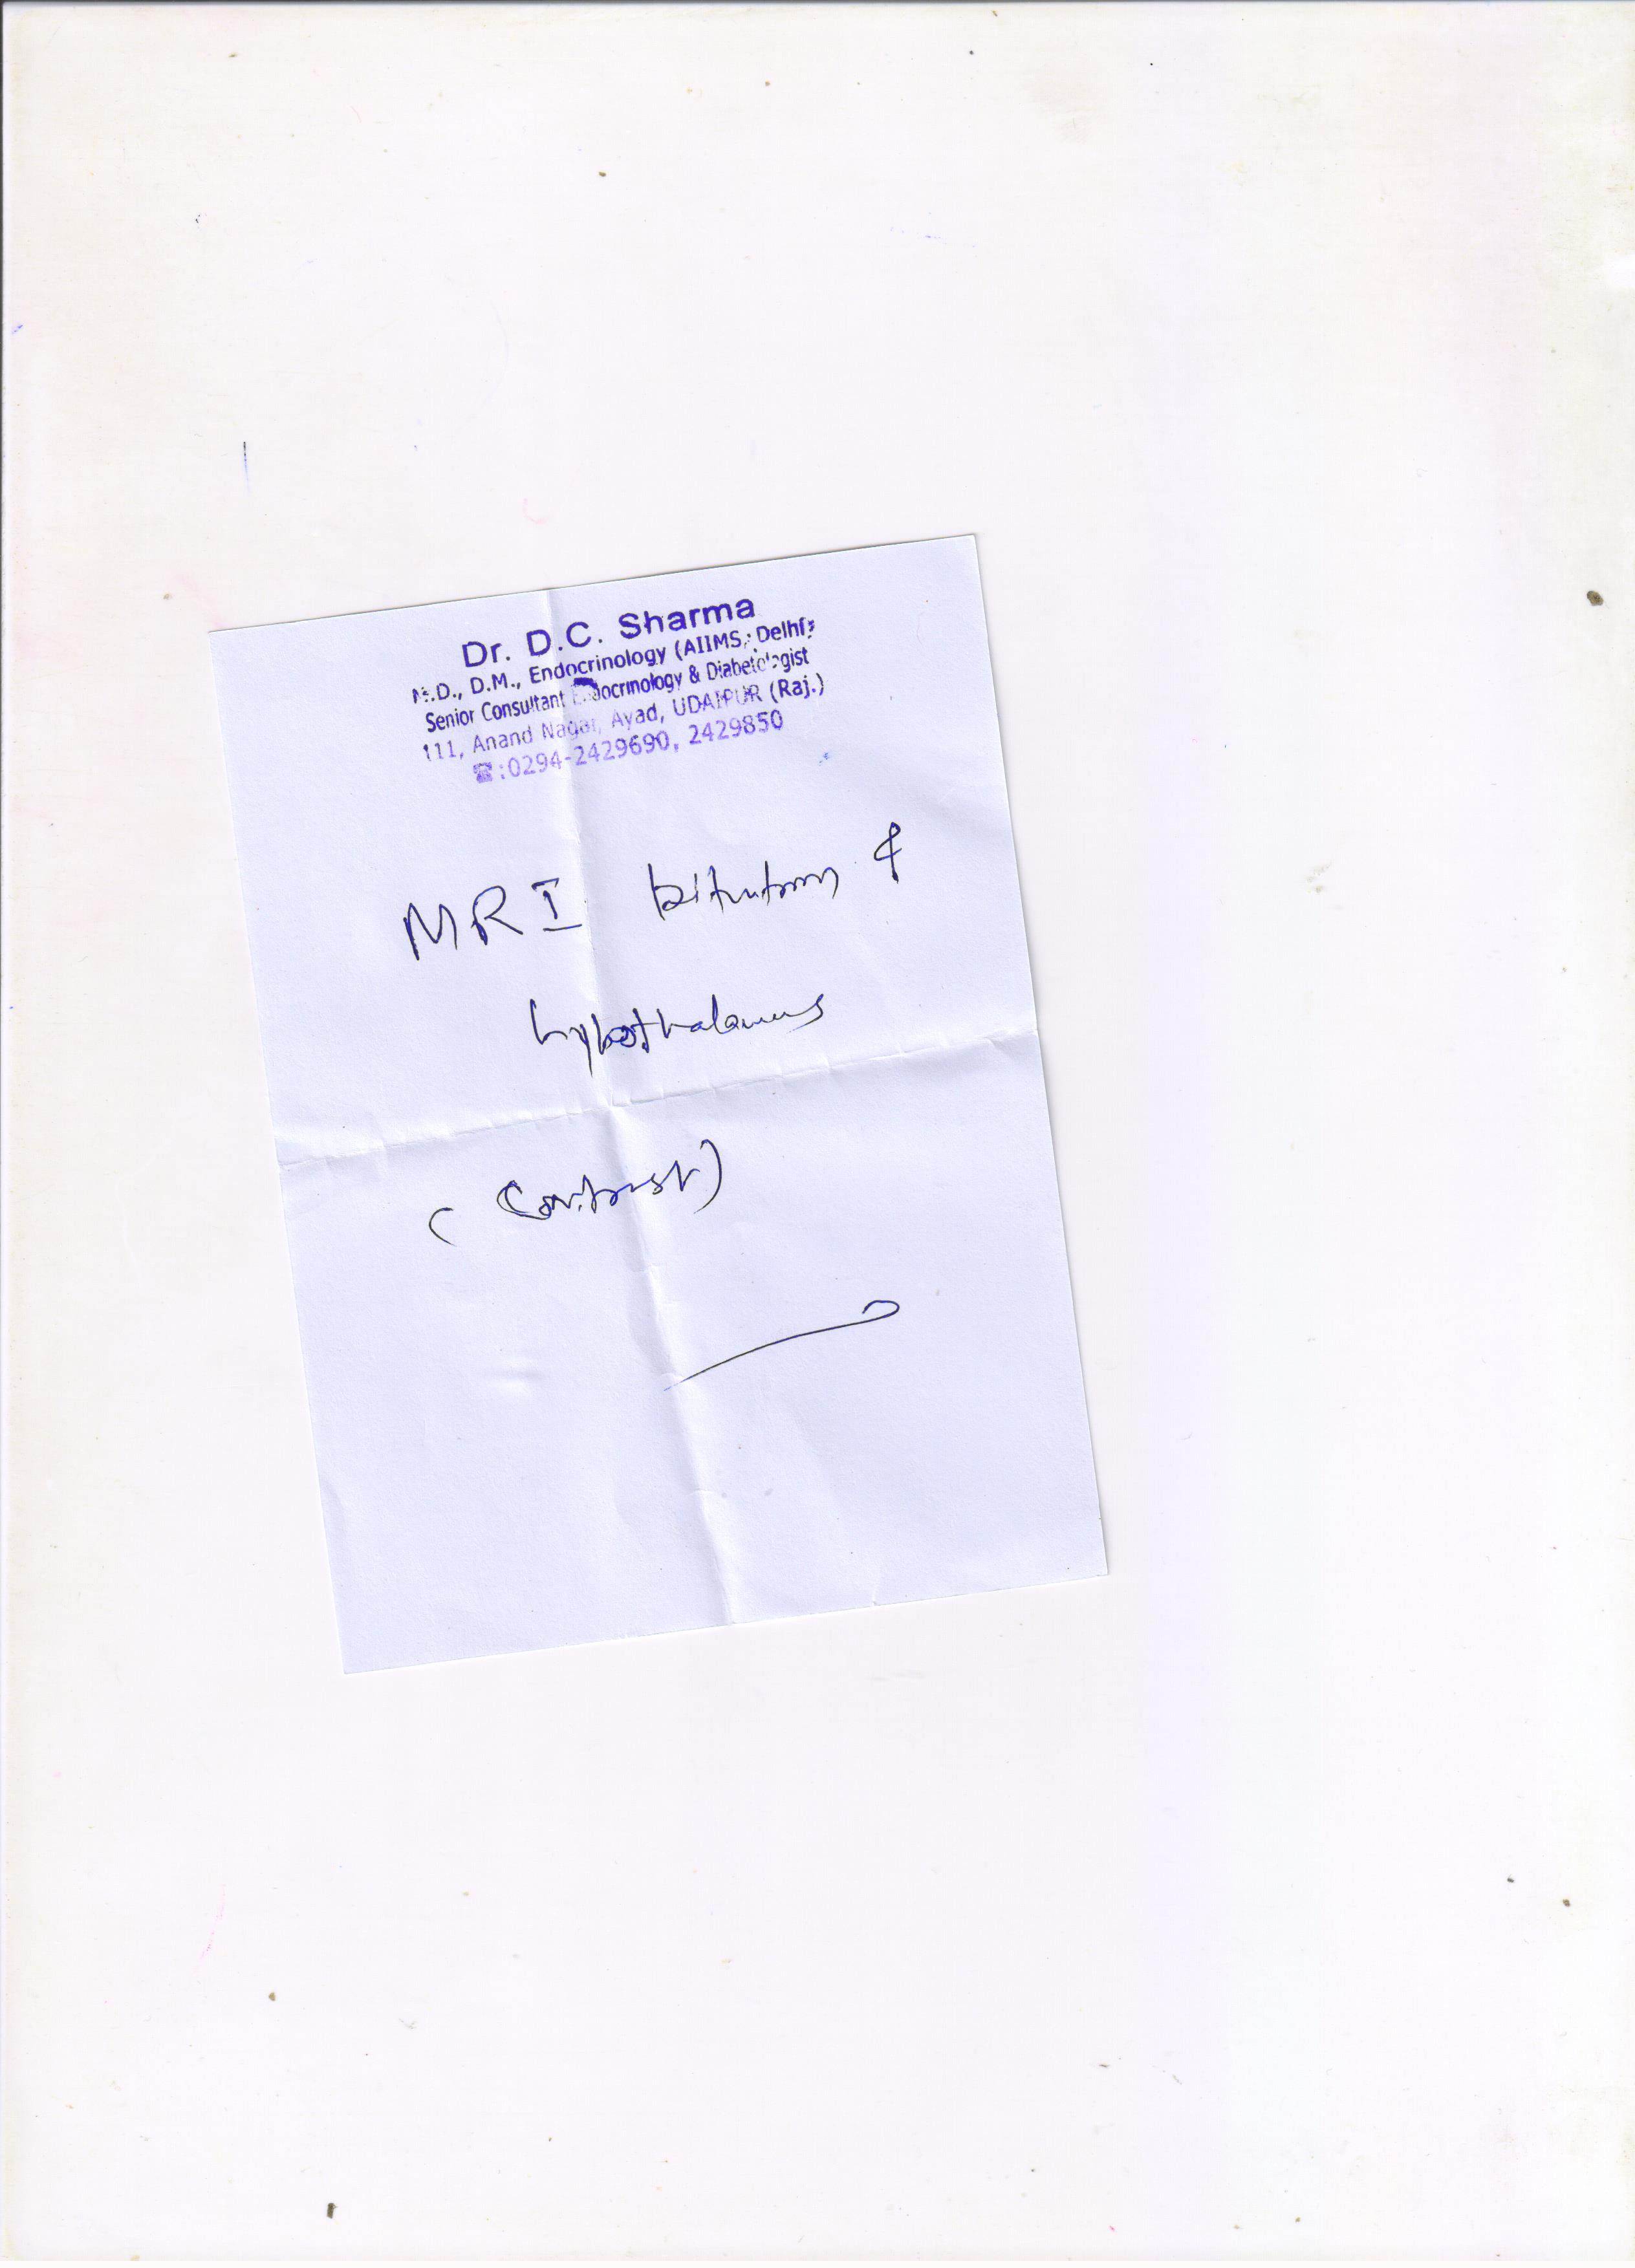 Dr. D.C. Sharma
M.D., D.M., Endocrinology (AIIMS, Delhi)
Senior Consultant Endocrinology & Diabetologist
111, Anand Nagar, Ayad, UDAIPUR (Raj.)
☎:0294-2429690, 2429850
MRI pituitary &
hypothalamus
(Contrast)